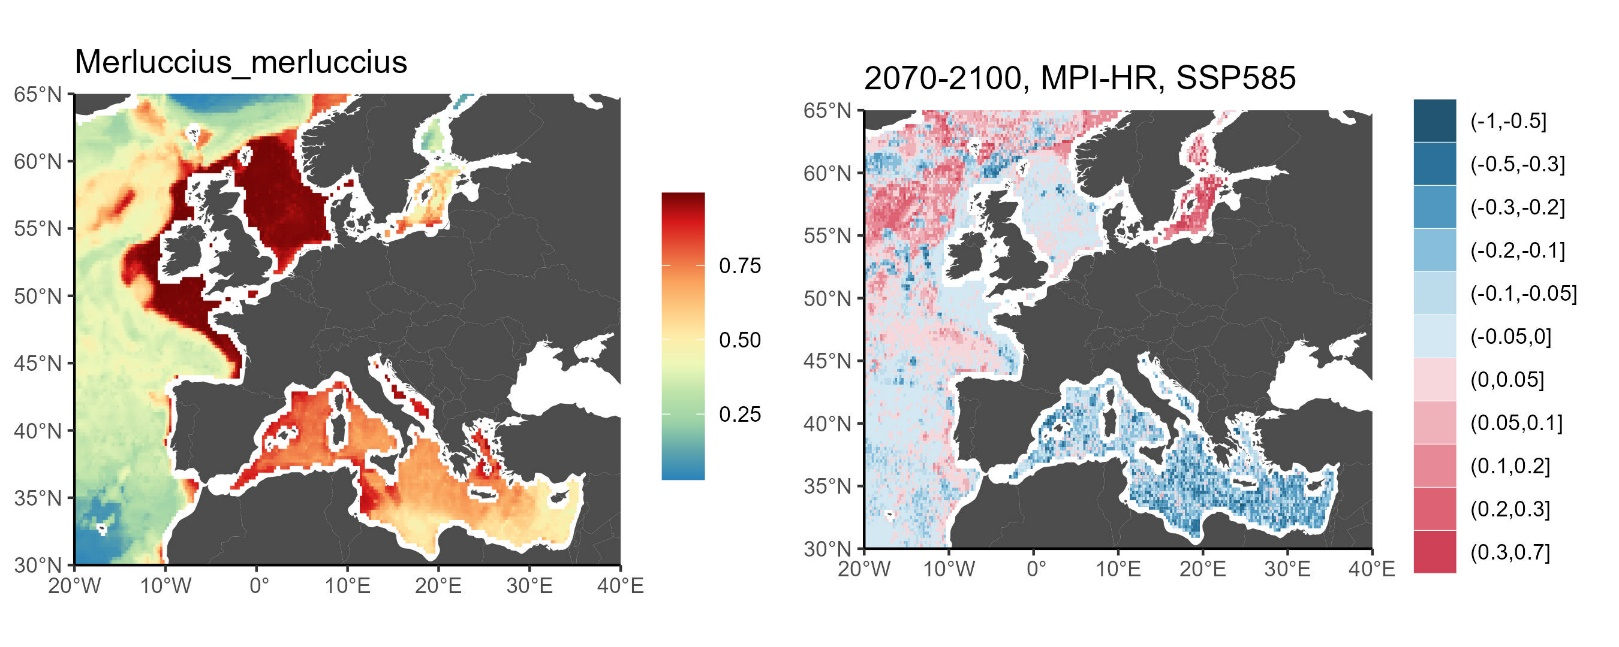 Merluccius_merluccius
65°N
60°N
55°N
50°N
45°N
40°N
35°N
30°N
20°W 10°W 0° 10°E 20°E 30°E 40°E
0.75
0.50
0.25
2070-2100, MPI-HR, SSP585
65°N
60°N
55°N
50°N
45°N
40°N
35°N
30°N
20°W 10°W 0° 10°E 20°E 30°E 40°E
(-1,-0.5]
(-0.5,-0.3]
(-0.3,-0.2]
(-0.2,-0.1]
(-0.1,-0.05]
(-0.05,0]
(0,0.05]
(0.05,0.1]
(0.1,0.2]
(0.2,0.3]
(0.3,0.7]